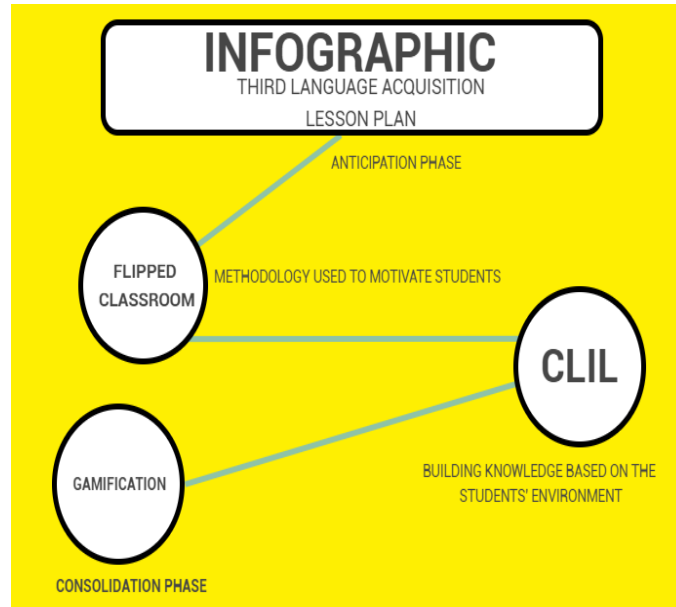 INFOGRAPHIC
THIRD LANGUAGE ACQUISITION
LESSON PLAN
ANTICIPATION PHASE
FLIPPED
CLASSROOM
METHODOLOGY USED TO MOTIVATE STUDENTS
CLIL
BUILDING KNOWLEDGE BASED ON THE
STUDENTS' ENVIRONMENT
GAMIFICATION
CONSOLIDATION PHASE